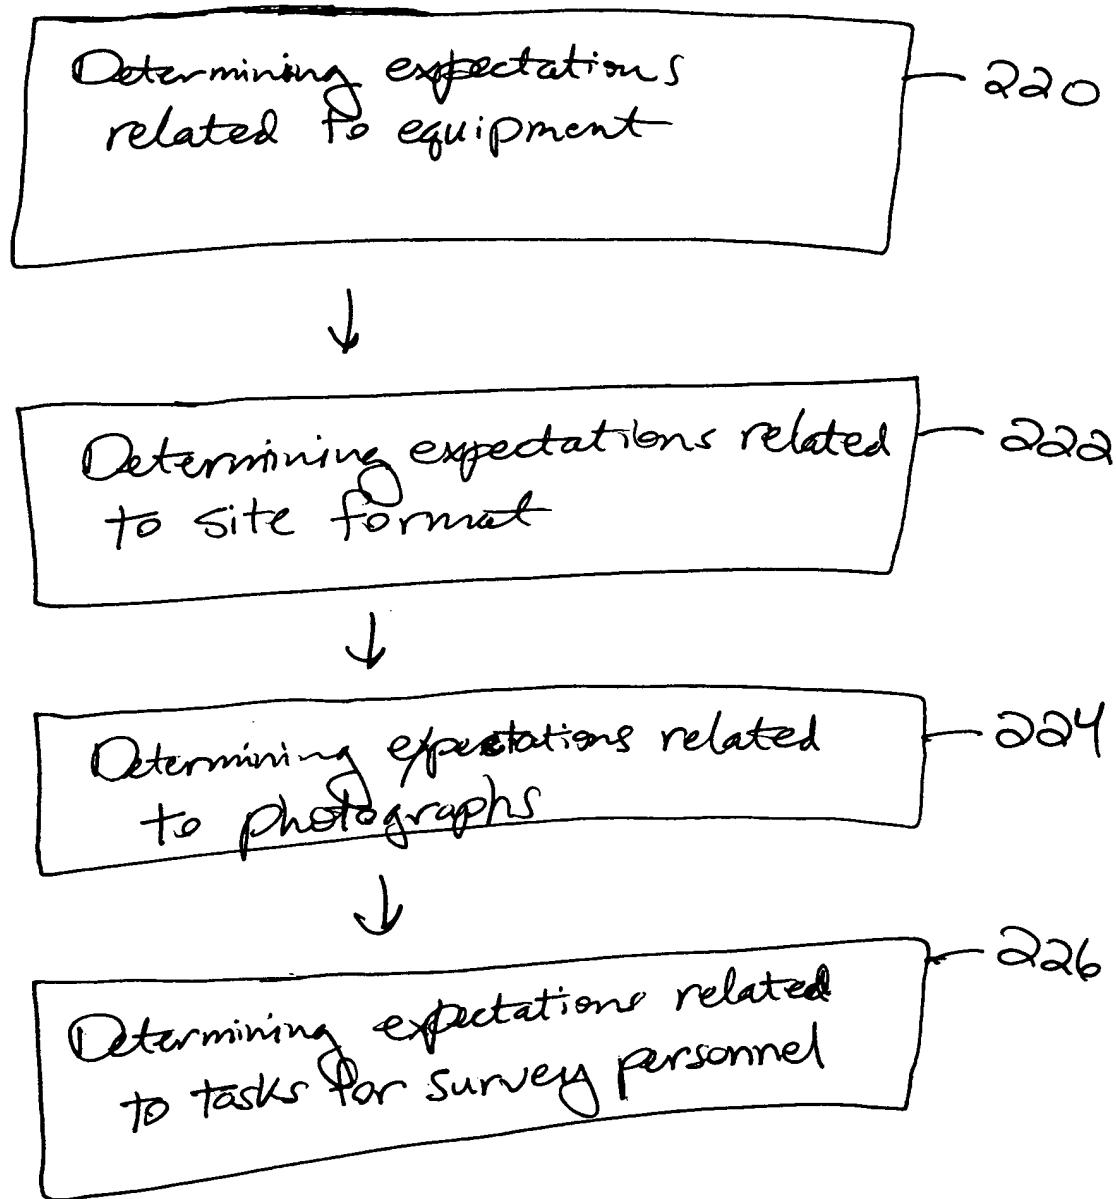 Determining expectations
related to equipment
220
Determining expectations related
to site format
222
Determining expectations related
to photographs
224
Determining expectations related
to tasks for survey personnel
226